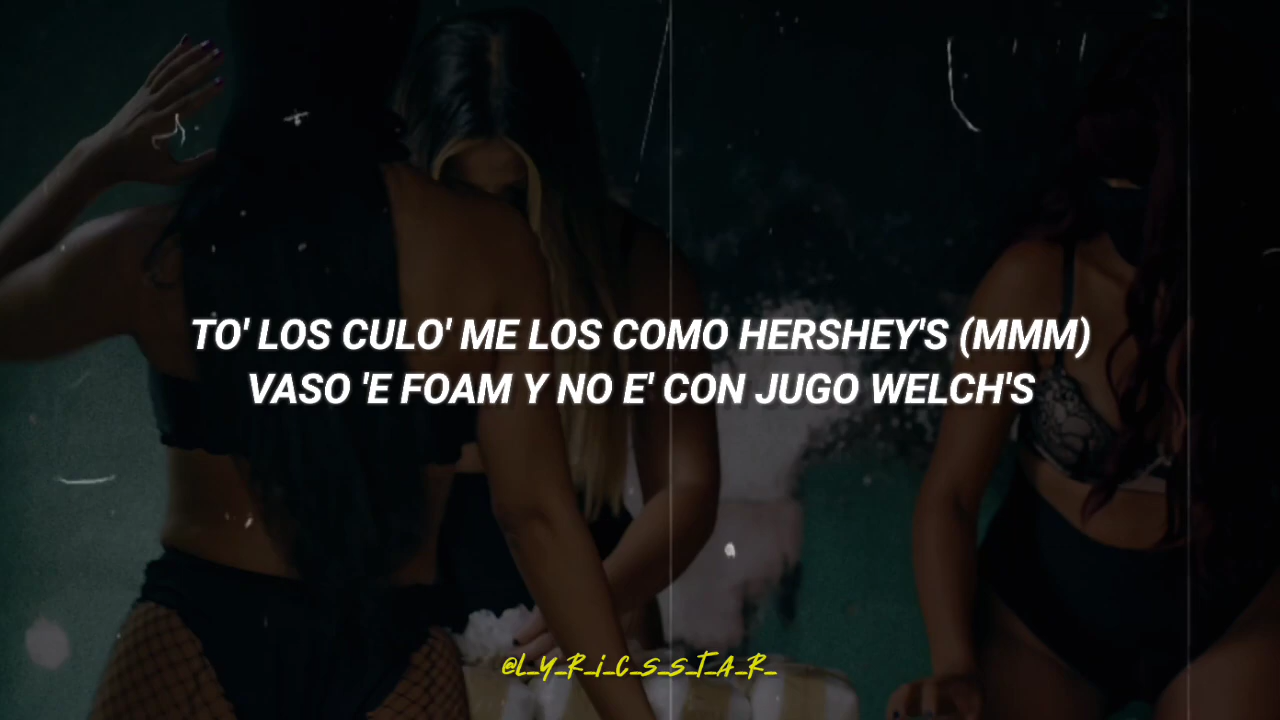 TO' LOS CULO' ME LOS COMO HERSHEY'S (MMM)
VASO 'E FOAM Y NO E' CON JUGO WELCH'S
@L_Y_R_i_C_S_S_T_A_R_